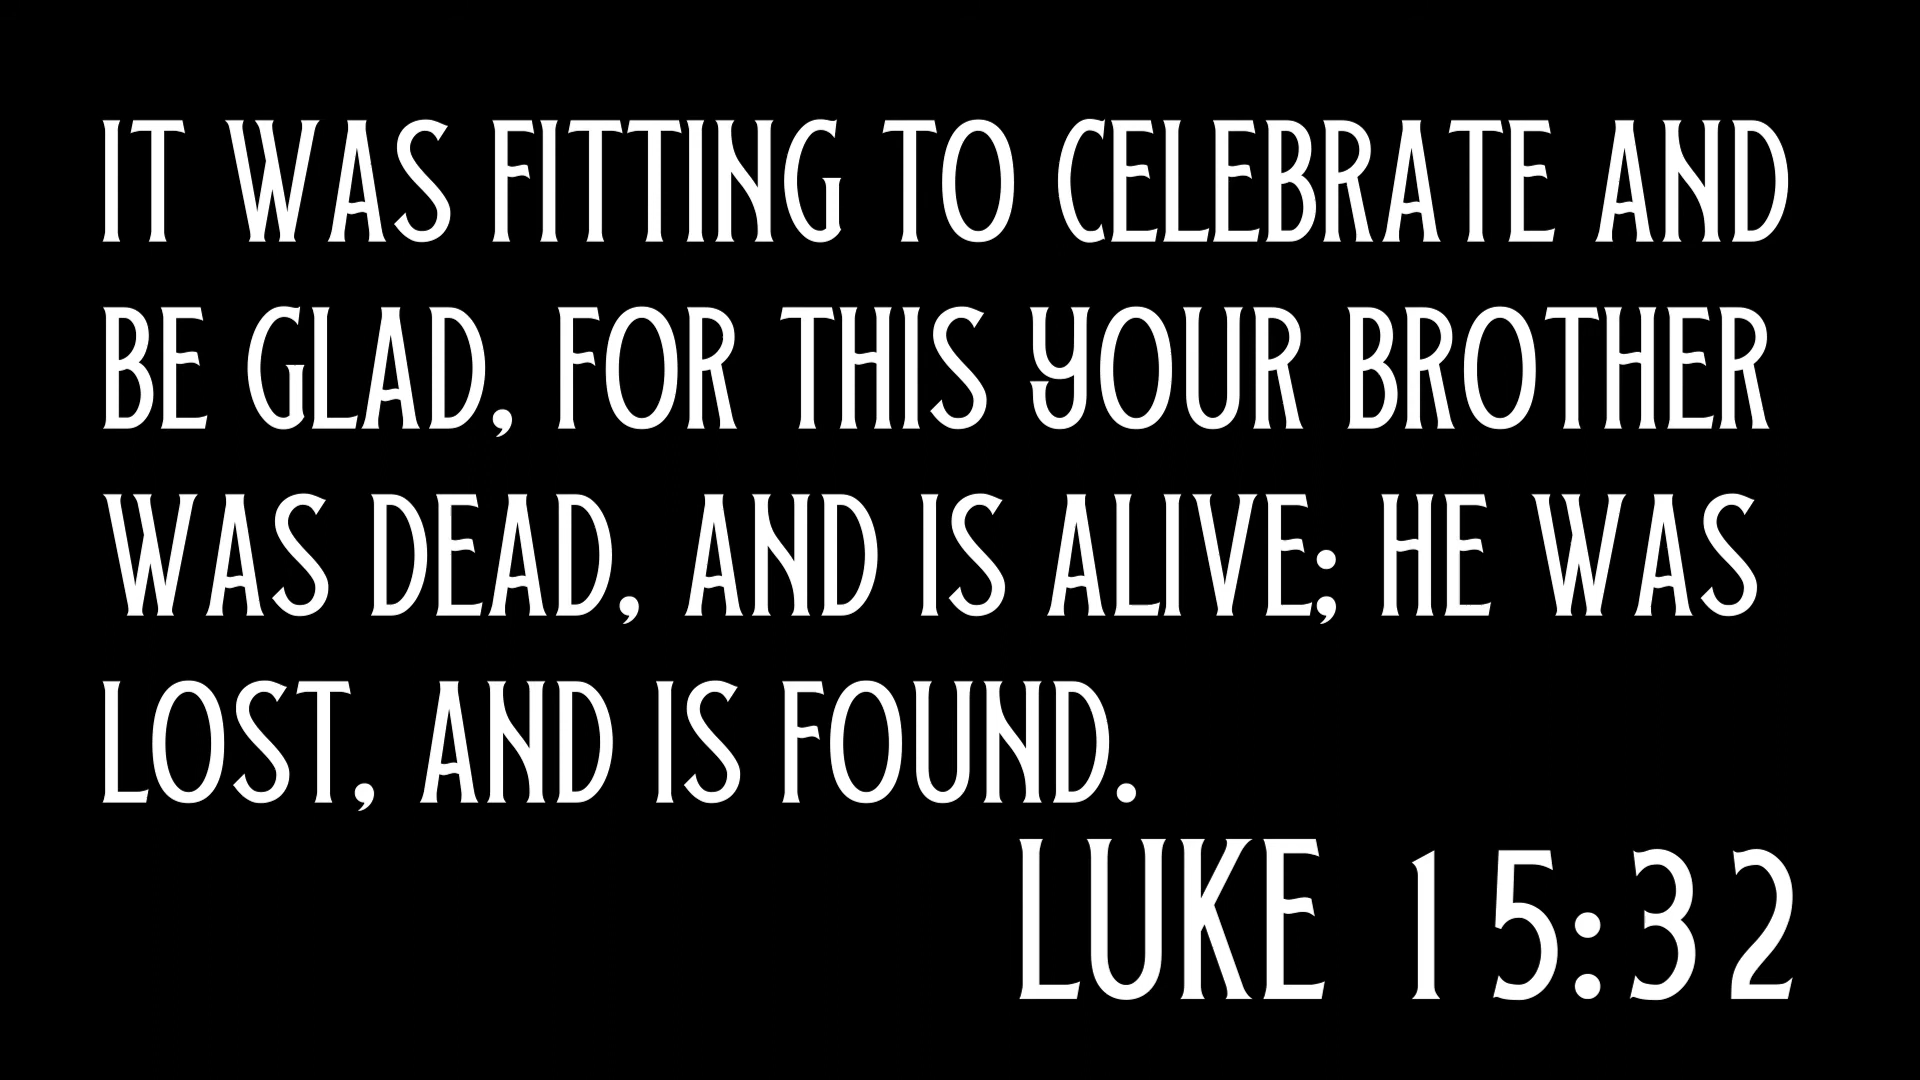 IT WAS FITTING TO CELEBRATE AND
BE GLAD, FOR THIS YOUR BROTHER
WAS DEAD, AND IS ALIVE; HE WAS
LOST, AND IS FOUND.
LUKE 15:32